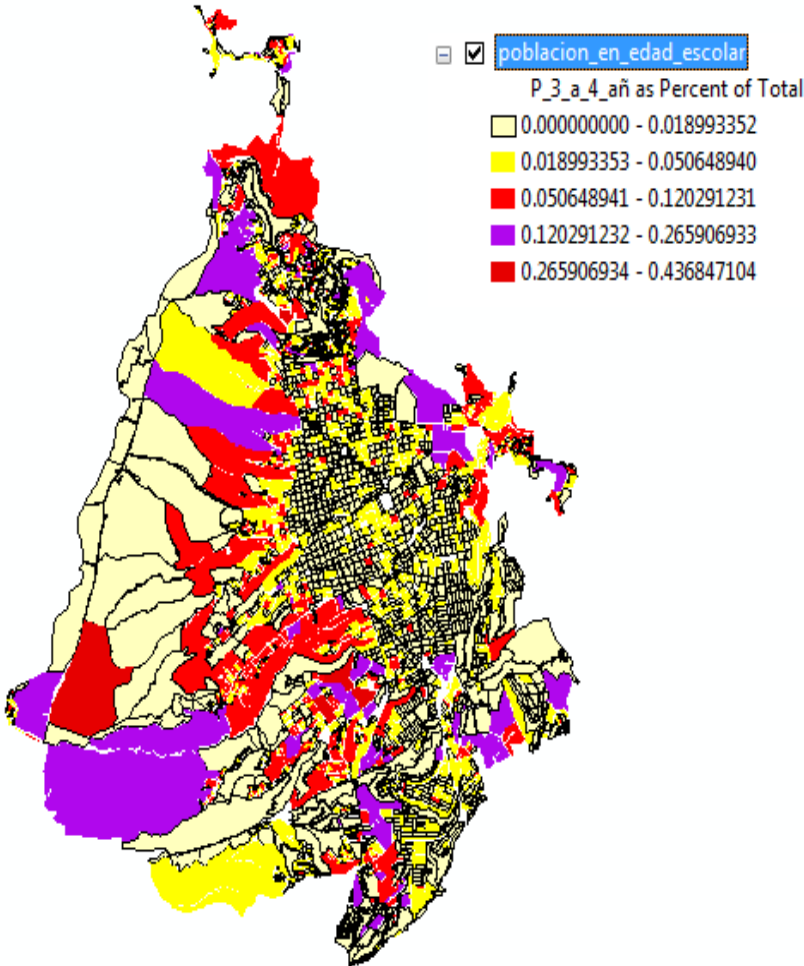 poblacion_en_edad_escolar
P_3_a_4_añ as Percent of Total
0.000000000 - 0.018993352
0.018993353 - 0.050648940
0.050648941 - 0.120291231
0.120291232 - 0.265906933
0.265906934 - 0.436847104